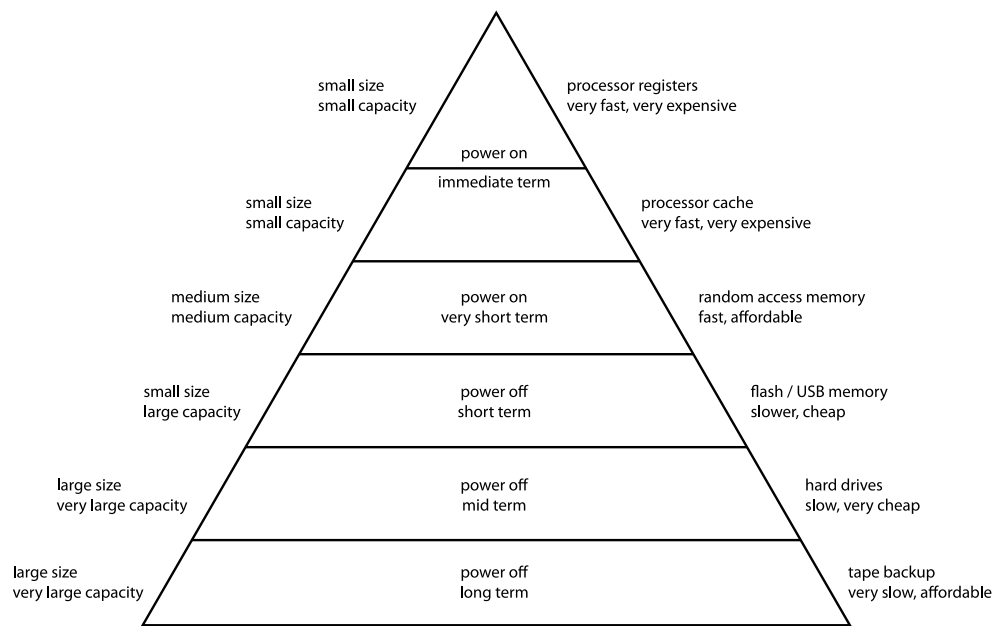 small size
small capacity
processor registers
very fast, very expensive
power on
immediate term
small size
small capacity
processor cache
very fast, very expensive
medium size
medium capacity
power on
very short term
random access memory
fast, affordable
small size
large capacity
power off
short term
flash / USB memory
slower, cheap
large size
very large capacity
power off
mid term
hard drives
slow, very cheap
large size
very large capacity
power off
long term
tape backup
very slow, affordable